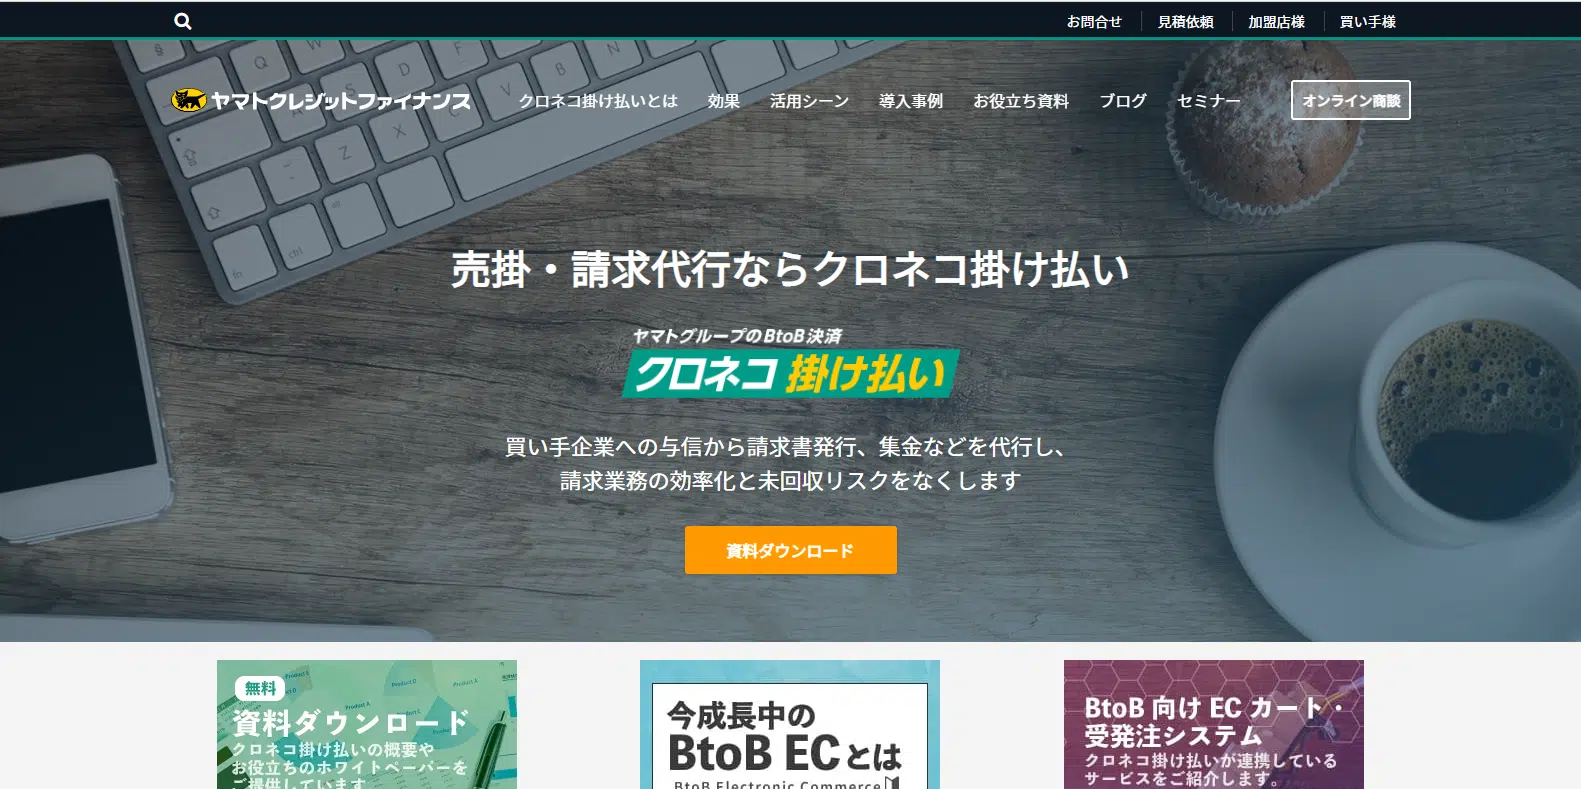 お問合せ 見積依頼 加盟店様 買い手様
ヤマトクレジットファイナンス クロネコ掛け払いとは 効果 活用シーン 導入事例 お役立ち資料 ブログ セミナー オンライン商談
売掛・請求代行ならクロネコ掛け払い
ヤマトグループのBtoB決済
クロネコ掛け払い
買い手企業への与信から請求書発行、集金などを代行し、
請求業務の効率化と未回収リスクをなくします
資料ダウンロード
無料
資料ダウンロード
クロネコ掛け払いの概要や
お役立ちのホワイトペーパーを
ご提供しています
今成長中の
BtoB ECとは
BtoB Electronic Commerce
BtoB 向け EC カート・
受発注システム
クロネコ掛け払いが連携している
サービスをご紹介します。